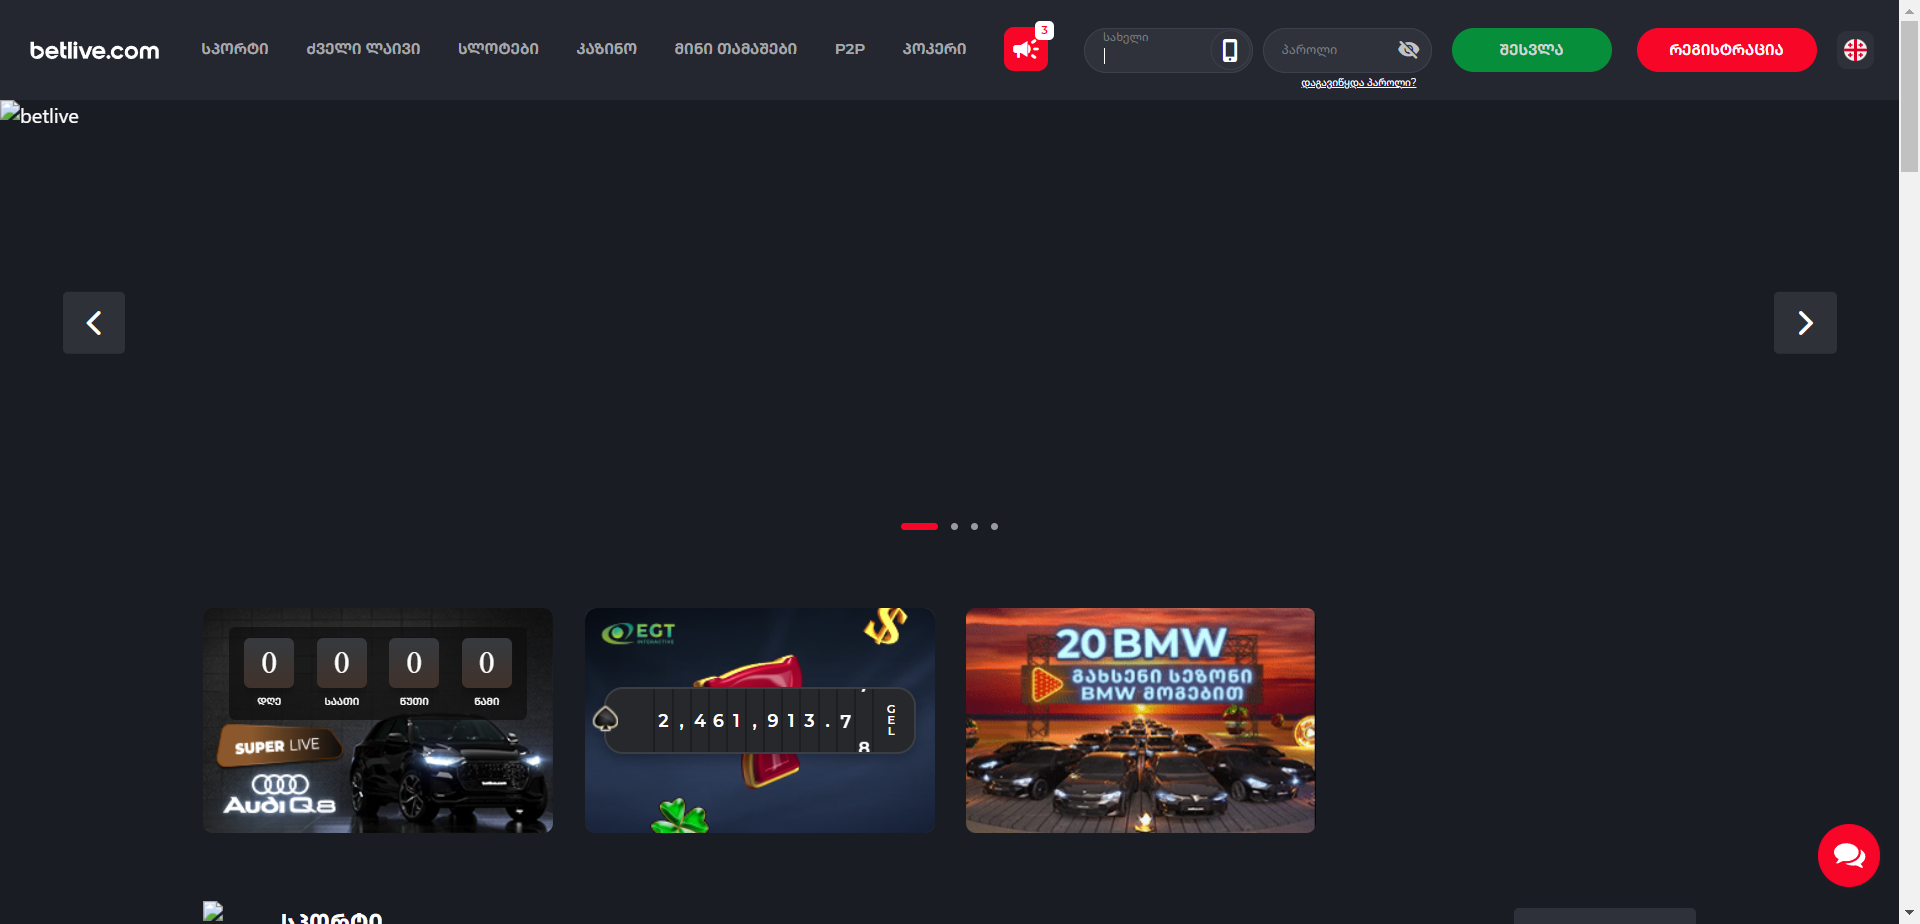 betlive.com
სპორტი
ძველი ლაივი
სლოტები
კაზინო
მინი თამაშები
P2P
პოკერი
3
სახელი
პაროლი
დაგავიწყდა პაროლი?
შესვლა
რეგისტრაცია
betlive
0 0 0 0
დღე საათი წუთი წამი
SUPER LIVE
Audi Q8
EGT
INTERACTIVE
2,461,913.7
8
GEL
20 BMW
გახსენი სეზონი
BMW მოგებით
სპორტი